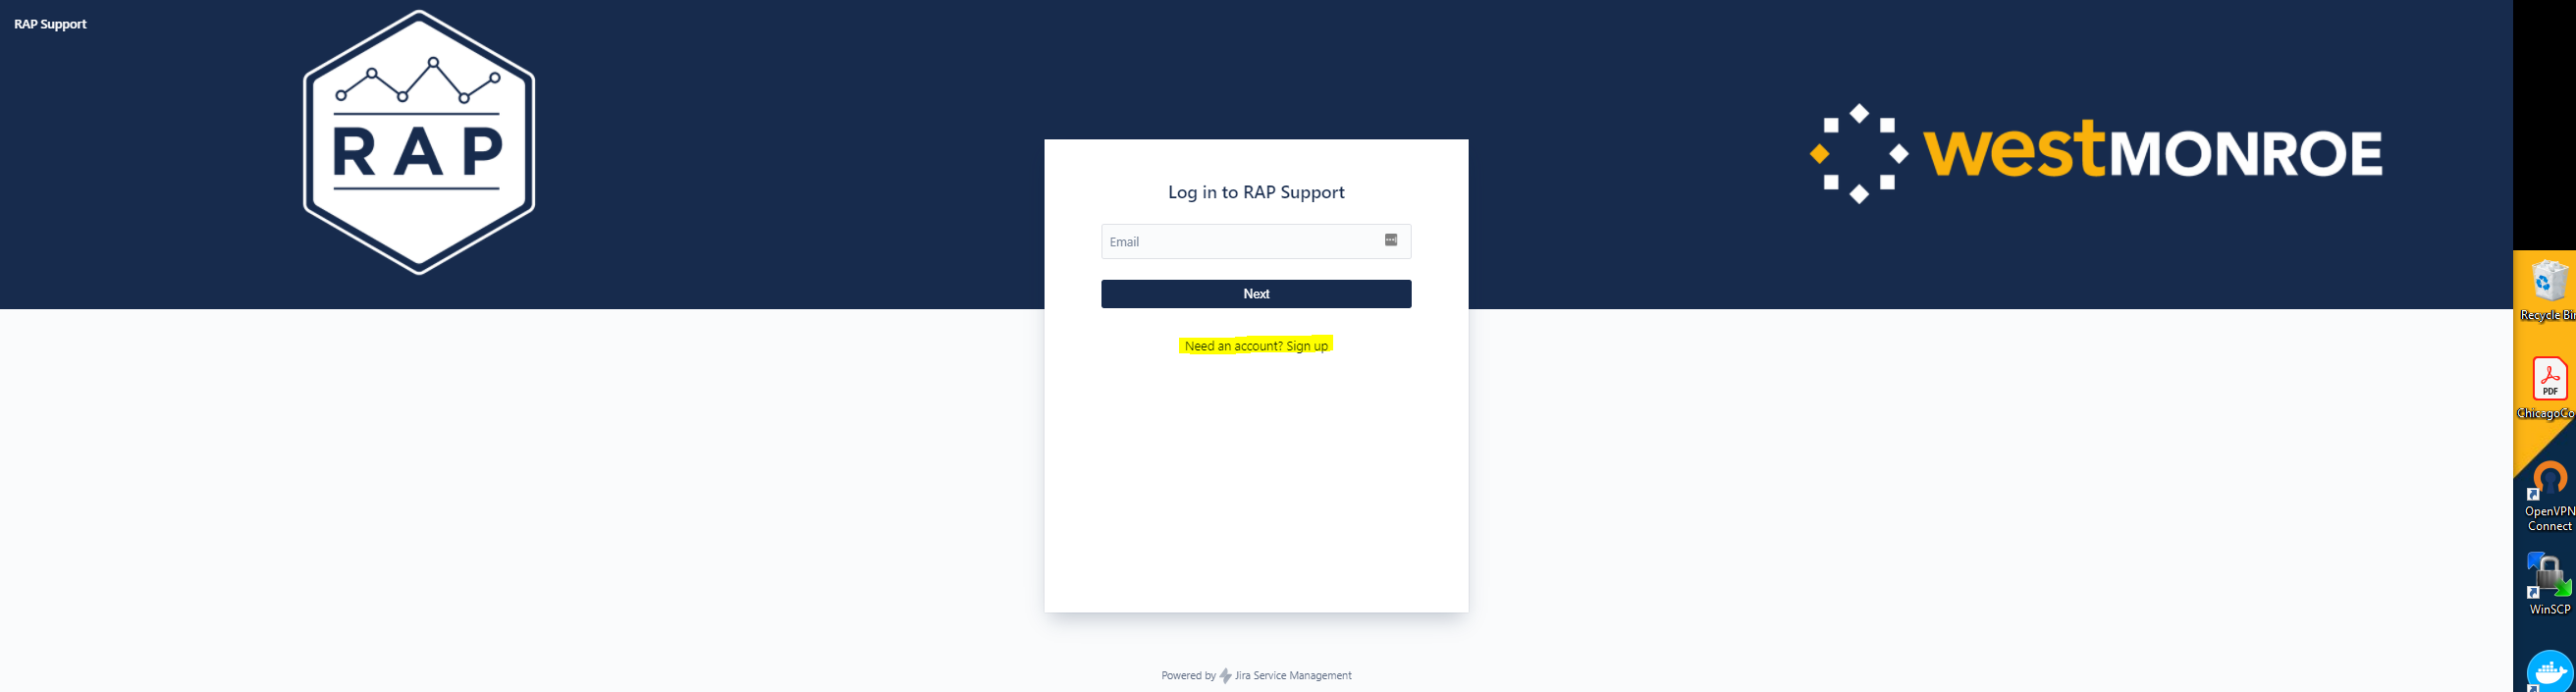 RAP Support
RAP
westMONROE
Log in to RAP Support
Email
Next
Need an account? Sign up
Powered by Jira Service Management
Recycle Bi
PDF
ChicagoCo
OpenVPN
Connect
WinSCP